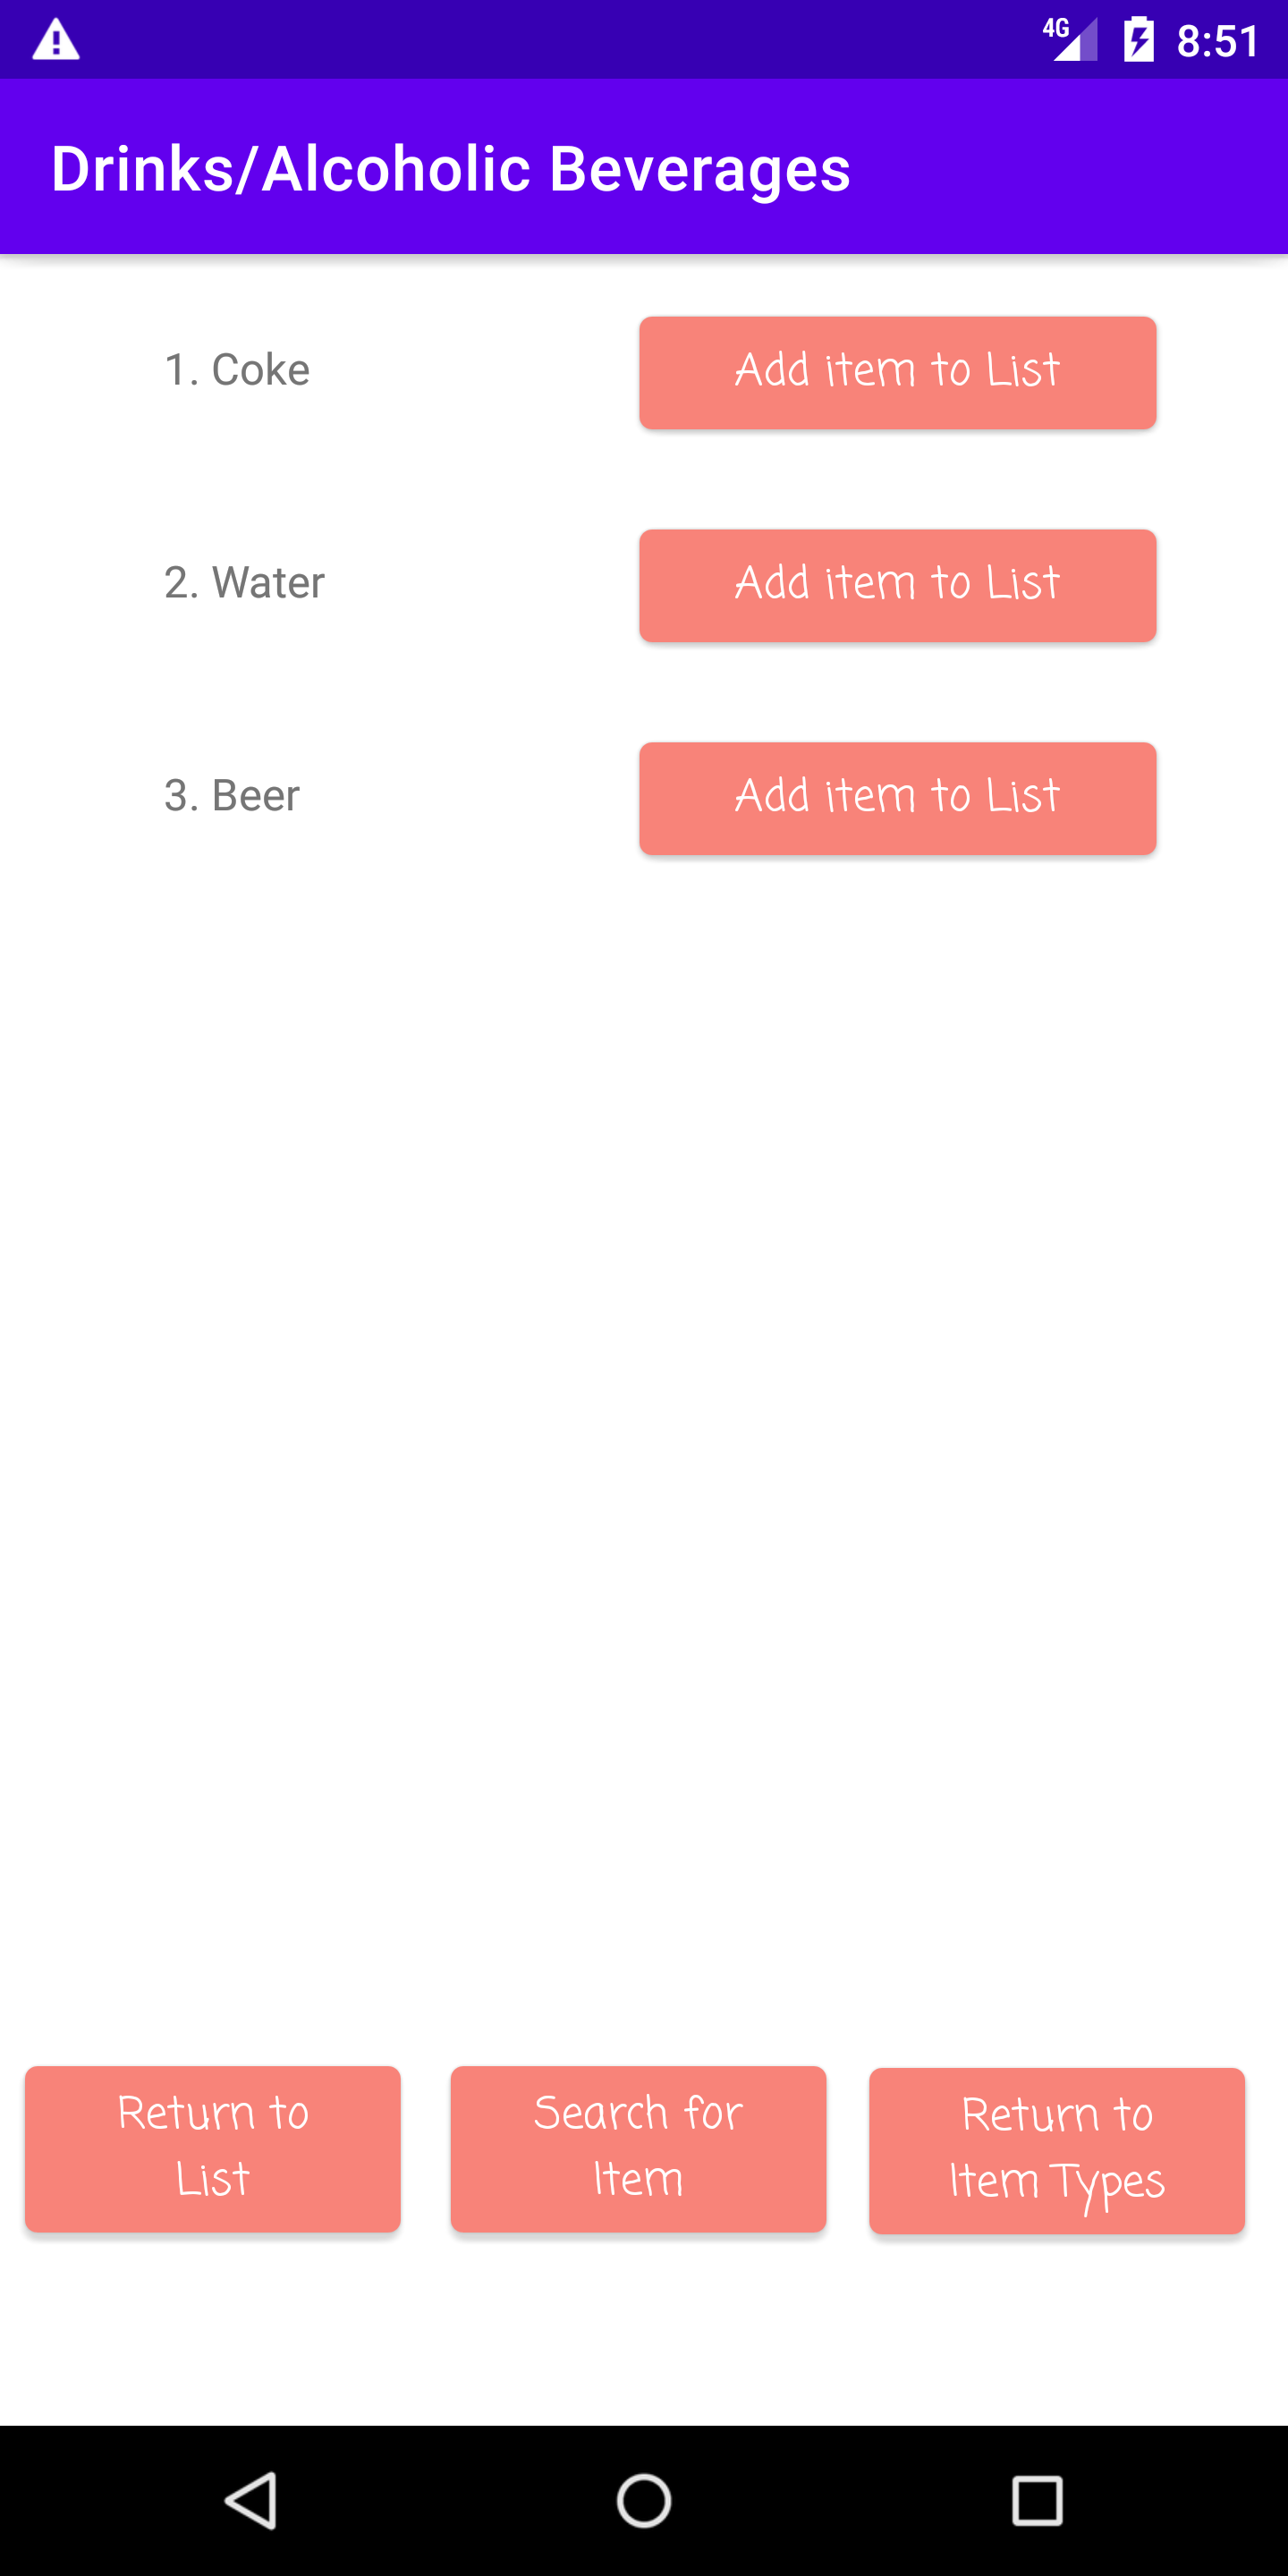 4G 8:51
Drinks/Alcoholic Beverages
1. Coke Add item to List
2. Water Add item to List
3. Beer Add item to List
Return to
List
Search for
Item
Return to
Item Types